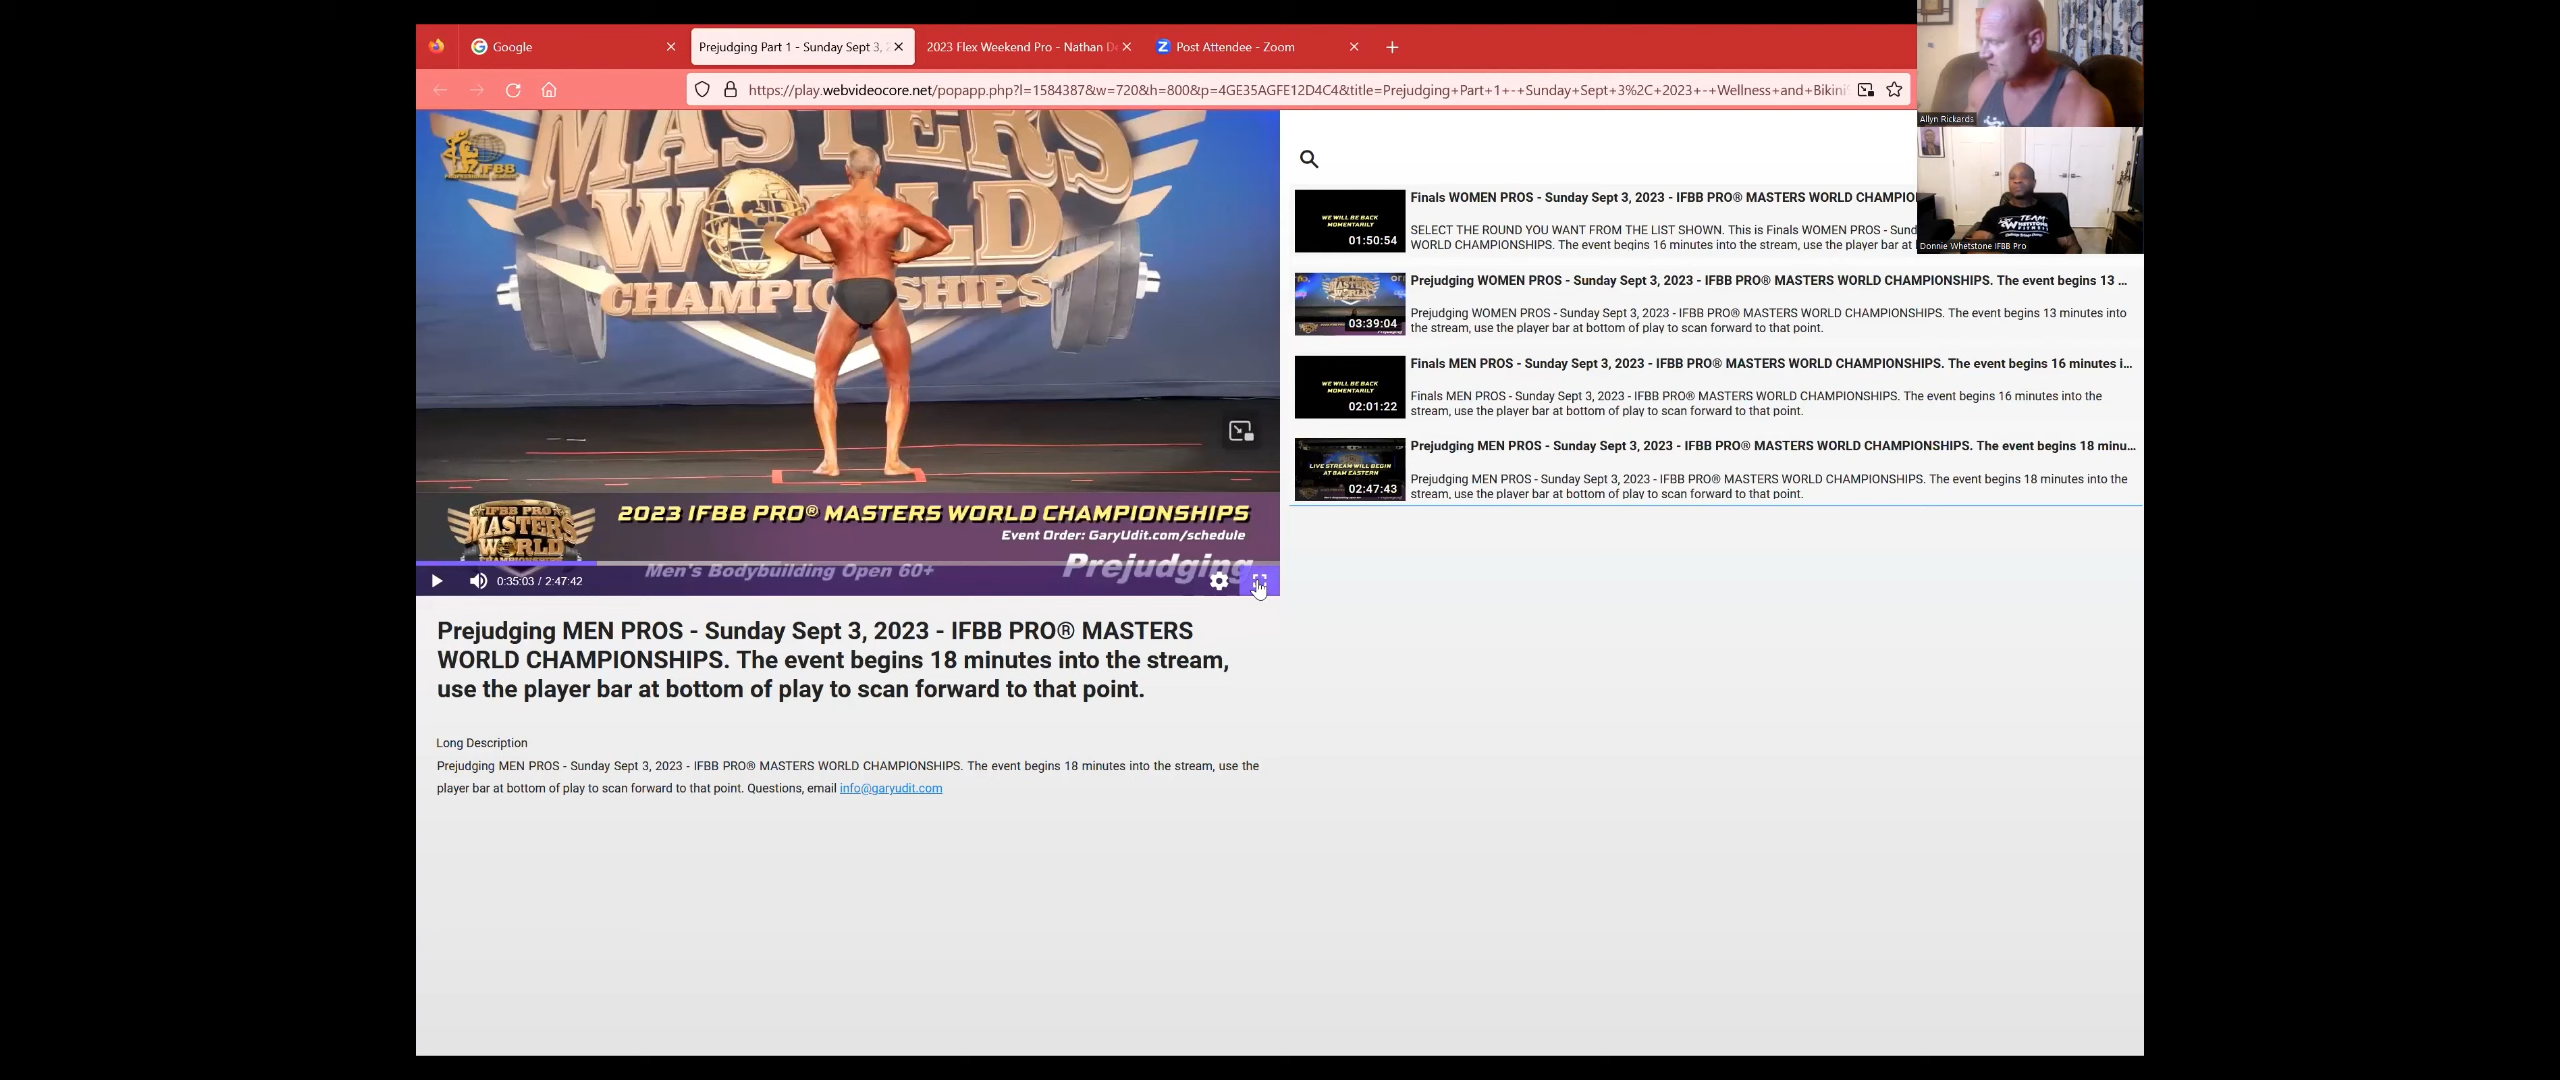 Google
Prejudging Part 1 - Sunday Sept 3, 2
2023 Flex Weekend Pro - Nathan D
Post Attendee - Zoom
https://play.webvideocore.net/popapp.php?l=1584387&w=720&h=800&p=4GE35AGFE12D4C4&title=Prejudging+Part+1+-+Sunday+Sept+3%2C+2023+-+Wellness+and+Bikini
Allyn Rickards
TEAM
WHETSTONE
FITNESS
Donnie Whetstone IFBB Pro
MASTERS
WORLD
CHAMPIONSHIPS
IFBB
IFBB PRO
MASTERS
WORLD
CHAMPIONSHIPS
2023 IFBB PRO® MASTERS WORLD CHAMPIONSHIPS
Event Order: GaryUdit.com/schedule
Men's Bodybuilding Open 60+
Prejudging
0:35:03 / 2:47:42
Prejudging MEN PROS - Sunday Sept 3, 2023 - IFBB PRO® MASTERS
WORLD CHAMPIONSHIPS. The event begins 18 minutes into the stream,
use the player bar at bottom of play to scan forward to that point.
Long Description
Prejudging MEN PROS - Sunday Sept 3, 2023 - IFBB PRO® MASTERS WORLD CHAMPIONSHIPS. The event begins 18 minutes into the stream, use the
player bar at bottom of play to scan forward to that point. Questions, email info@garyudit.com
WE WILL BE BACK
MOMENTARILY
01:50:54
Finals WOMEN PROS - Sunday Sept 3, 2023 - IFBB PRO® MASTERS WORLD CHAMPIO
SELECT THE ROUND YOU WANT FROM THE LIST SHOWN. This is Finals WOMEN PROS - Sund
WORLD CHAMPIONSHIPS. The event begins 16 minutes into the stream, use the player bar at
03:39:04
Prejudging WOMEN PROS - Sunday Sept 3, 2023 - IFBB PRO® MASTERS WORLD CHAMPIONSHIPS. The event begins 13 ...
Prejudging WOMEN PROS - Sunday Sept 3, 2023 - IFBB PRO® MASTERS WORLD CHAMPIONSHIPS. The event begins 13 minutes into
the stream, use the player bar at bottom of play to scan forward to that point.
WE WILL BE BACK
MOMENTARILY
02:01:22
Finals MEN PROS - Sunday Sept 3, 2023 - IFBB PRO® MASTERS WORLD CHAMPIONSHIPS. The event begins 16 minutes i...
Finals MEN PROS - Sunday Sept 3, 2023 - IFBB PRO® MASTERS WORLD CHAMPIONSHIPS. The event begins 16 minutes into the
stream, use the player bar at bottom of play to scan forward to that point.
LIVE STREAM WILL BEGIN
AT 8AM EASTERN
02:47:43
Prejudging MEN PROS - Sunday Sept 3, 2023 - IFBB PRO® MASTERS WORLD CHAMPIONSHIPS. The event begins 18 minu...
Prejudging MEN PROS - Sunday Sept 3, 2023 - IFBB PRO® MASTERS WORLD CHAMPIONSHIPS. The event begins 18 minutes into the
stream, use the player bar at bottom of play to scan forward to that point.